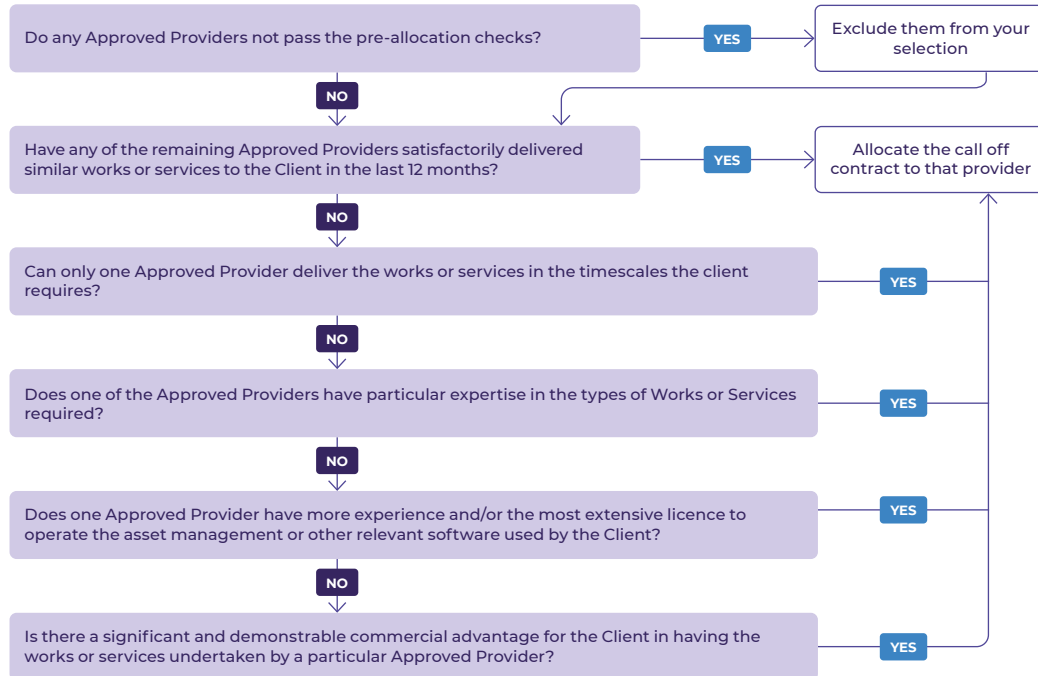 Do any Approved Providers not pass the pre-allocation checks?
YES
Exclude them from your
selection
NO
Have any of the remaining Approved Providers satisfactorily delivered
similar works or services to the Client in the last 12 months?
YES
Allocate the call off
contract to that provider
NO
Can only one Approved Provider deliver the works or services in the timescales the client
requires?
YES
NO
Does one of the Approved Providers have particular expertise in the types of Works or Services
required?
YES
NO
Does one Approved Provider have more experience and/or the most extensive licence to
operate the asset management or other relevant software used by the Client?
YES
NO
Is there a significant and demonstrable commercial advantage for the Client in having the
works or services undertaken by a particular Approved Provider?
YES